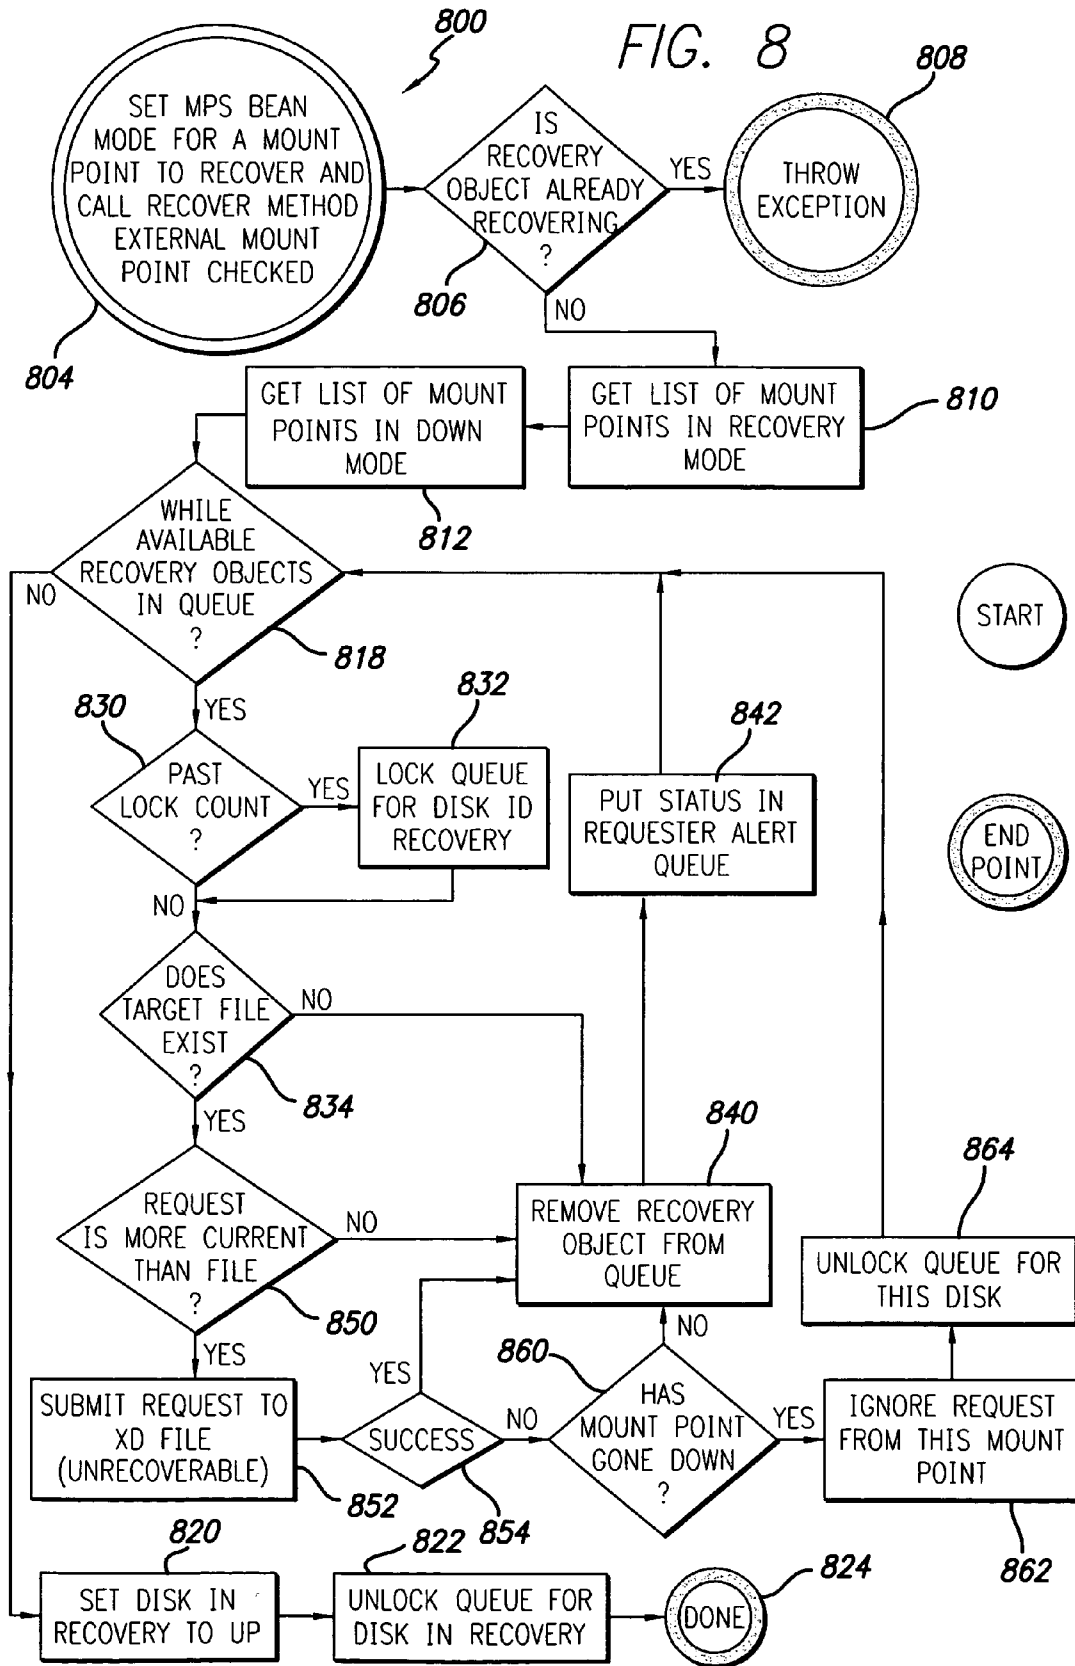 800
FIG. 8
808
SET MPS BEAN
MODE FOR A MOUNT
POINT TO RECOVER AND
CALL RECOVER METHOD
EXTERNAL MOUNT
POINT CHECKED
804
IS
RECOVERY
OBJECT ALREADY
RECOVERING
?
806
YES
THROW
EXCEPTION
NO
GET LIST OF MOUNT
POINTS IN DOWN
MODE
812
GET LIST OF MOUNT
POINTS IN RECOVERY
MODE
810
WHILE
AVAILABLE
RECOVERY OBJECTS
IN QUEUE
?
NO
818
START
YES
830
832
842
PAST
LOCK COUNT
?
YES
LOCK QUEUE
FOR DISK ID
RECOVERY
PUT STATUS IN
REQUESTER ALERT
QUEUE
END
POINT
NO
DOES
TARGET FILE
EXIST
?
NO
834
YES
840
864
REQUEST
IS MORE CURRENT
THAN FILE
?
NO
850
REMOVE RECOVERY
OBJECT FROM
QUEUE
UNLOCK QUEUE FOR
THIS DISK
YES
YES
860
NO
SUBMIT REQUEST TO
XD FILE
(UNRECOVERABLE)
852
SUCCESS
854
NO
HAS
MOUNT POINT
GONE DOWN
?
YES
IGNORE REQUEST
FROM THIS MOUNT
POINT
862
820
822
824
SET DISK IN
RECOVERY TO UP
UNLOCK QUEUE FOR
DISK IN RECOVERY
DONE